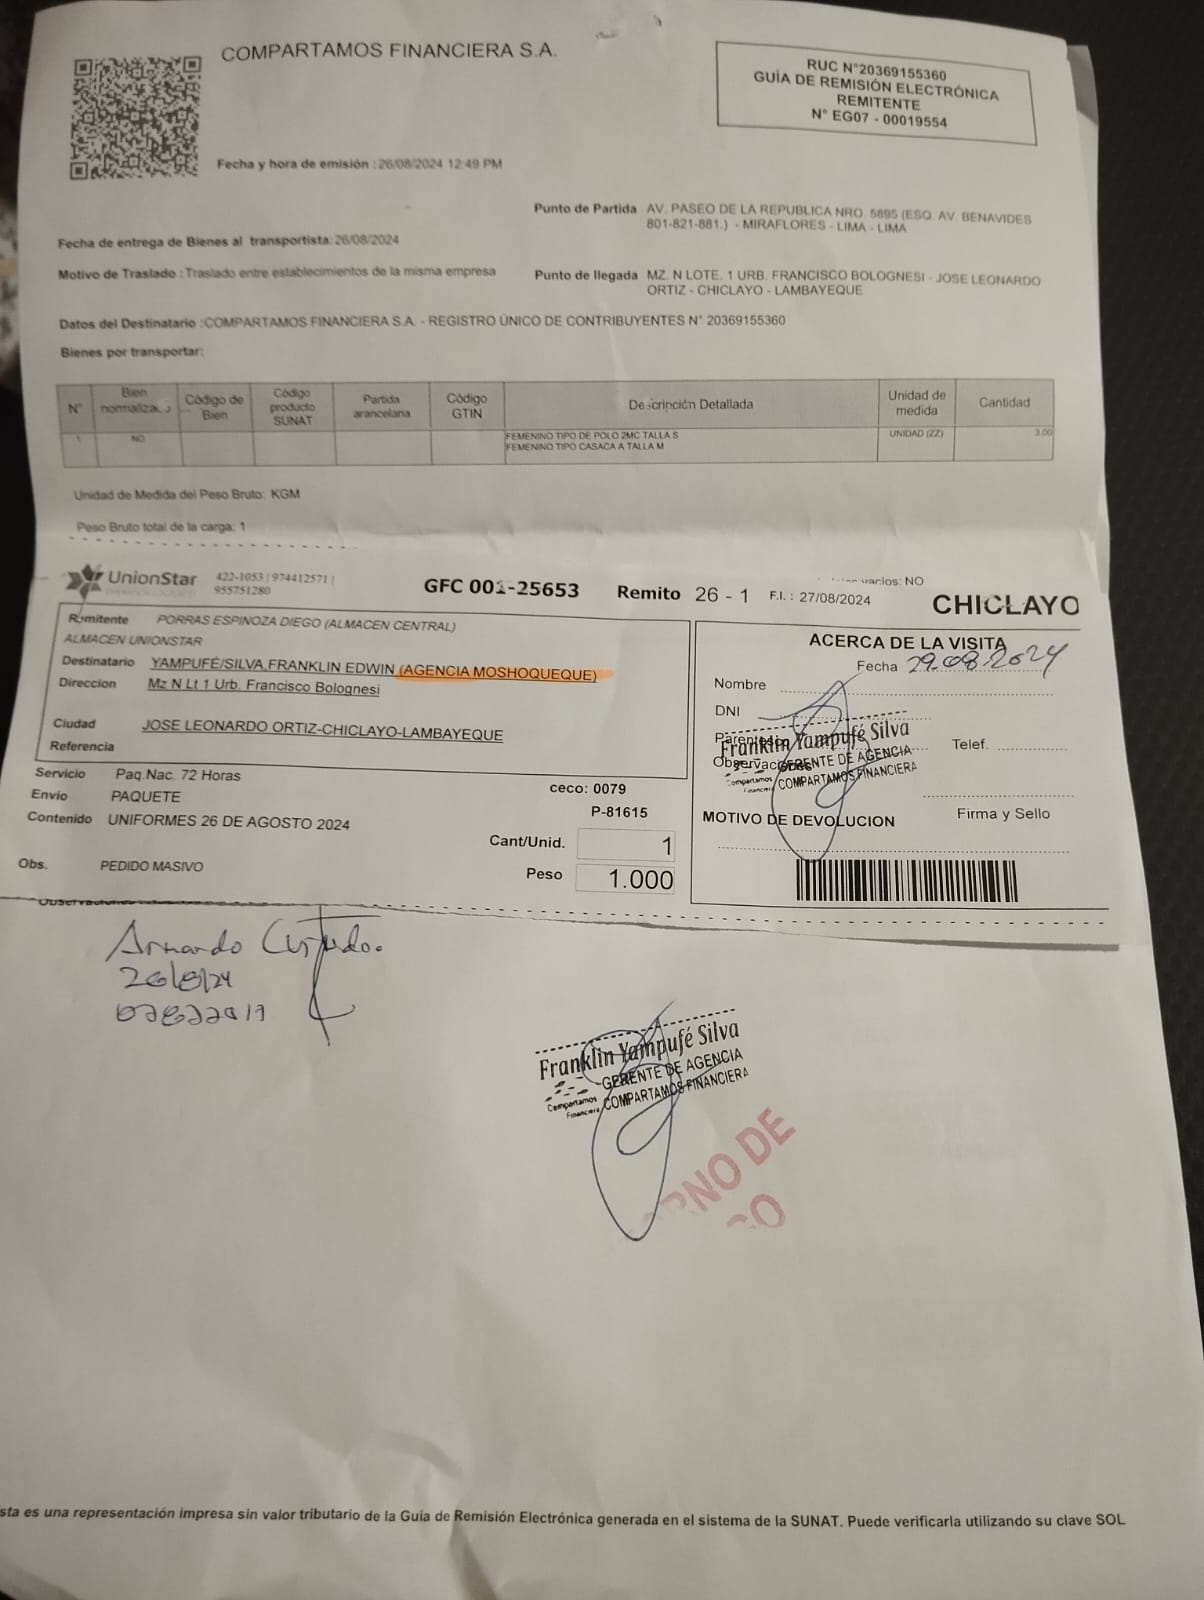 COMPARTAMOS FINANCIERA S.A.
RUC N°20369155360
GUÍA DE REMISIÓN ELECTRÓNICA
REMITENTE
N° EG07 - 00019554
Fecha y hora de emisión : 26/08/2024 12:49 PM
Fecha de entrega de Bienes al transportista: 26/08/2024
Punto de Partida AV. PASEO DE LA REPUBLICA NRO. 5895 (ESQ. AV. BENAVIDES
801-821-881.) - MIRAFLORES - LIMA - LIMA
Motivo de Traslado : Traslado entre establecimientos de la misma empresa
Punto de llegada MZ. N LOTE. 1 URB. FRANCISCO BOLOGNESI - JOSE LEONARDO
ORTIZ - CHICLAYO - LAMBAYEQUE
Datos del Destinatario : COMPARTAMOS FINANCIERA S.A. - REGISTRO ÚNICO DE CONTRIBUYENTES N° 20369155360
Bienes por transportar:
N° Bien Código de Bien Código producto SUNAT Partida arancelaria Código GTIN Descripción Detallada Unidad de medida Cantidad
1 NO FEMENINO TIPO DE POLO 2MC TALLA S UNIDAD (ZZ) 3.00
FEMENINO TIPO CASACA A TALLA M
Unidad de Medida del Peso Bruto: KGM
Peso Bruto total de la carga: 1
UnionStar 422-1053 | 974412571 |
955751280
GFC 001-25653 Remito 26 - 1 F.I. : 27/08/2024
vacios: NO
CHICLAYO
Remitente PORRAS ESPINOZA DIEGO (ALMACEN CENTRAL)
ALMACEN UNIONSTAR
Destinatario YAMPUFÉ/SILVA,FRANKLIN EDWIN (AGENCIA MOSHOQUEQUE)
Direccion Mz N Lt 1 Urb. Francisco Bolognesi
Ciudad JOSE LEONARDO ORTIZ-CHICLAYO-LAMBAYEQUE
Referencia
Servicio Paq.Nac. 72 Horas
Envío PAQUETE
Contenido UNIFORMES 26 DE AGOSTO 2024
Obs. PEDIDO MASIVO
ceco: 0079
P-81615
Cant/Unid. 1
Peso 1.000
ACERCA DE LA VISITA
Fecha 29.08.2024
Nombre
DNI
Telef.
Franklin Yampufé Silva
GERENTE DE AGENCIA
Compartamos Financiera COMPARTAMOS FINANCIERA
Firma y Sello
MOTIVO DE DEVOLUCION
Armando
26/8/24
Franklin Yampufé Silva
GERENTE DE AGENCIA
Compartamos Financiera COMPARTAMOS FINANCIERA
DE
sta es una representación impresa sin valor tributario de la Guía de Remisión Electrónica generada en el sistema de la SUNAT. Puede verificarla utilizando su clave SOL